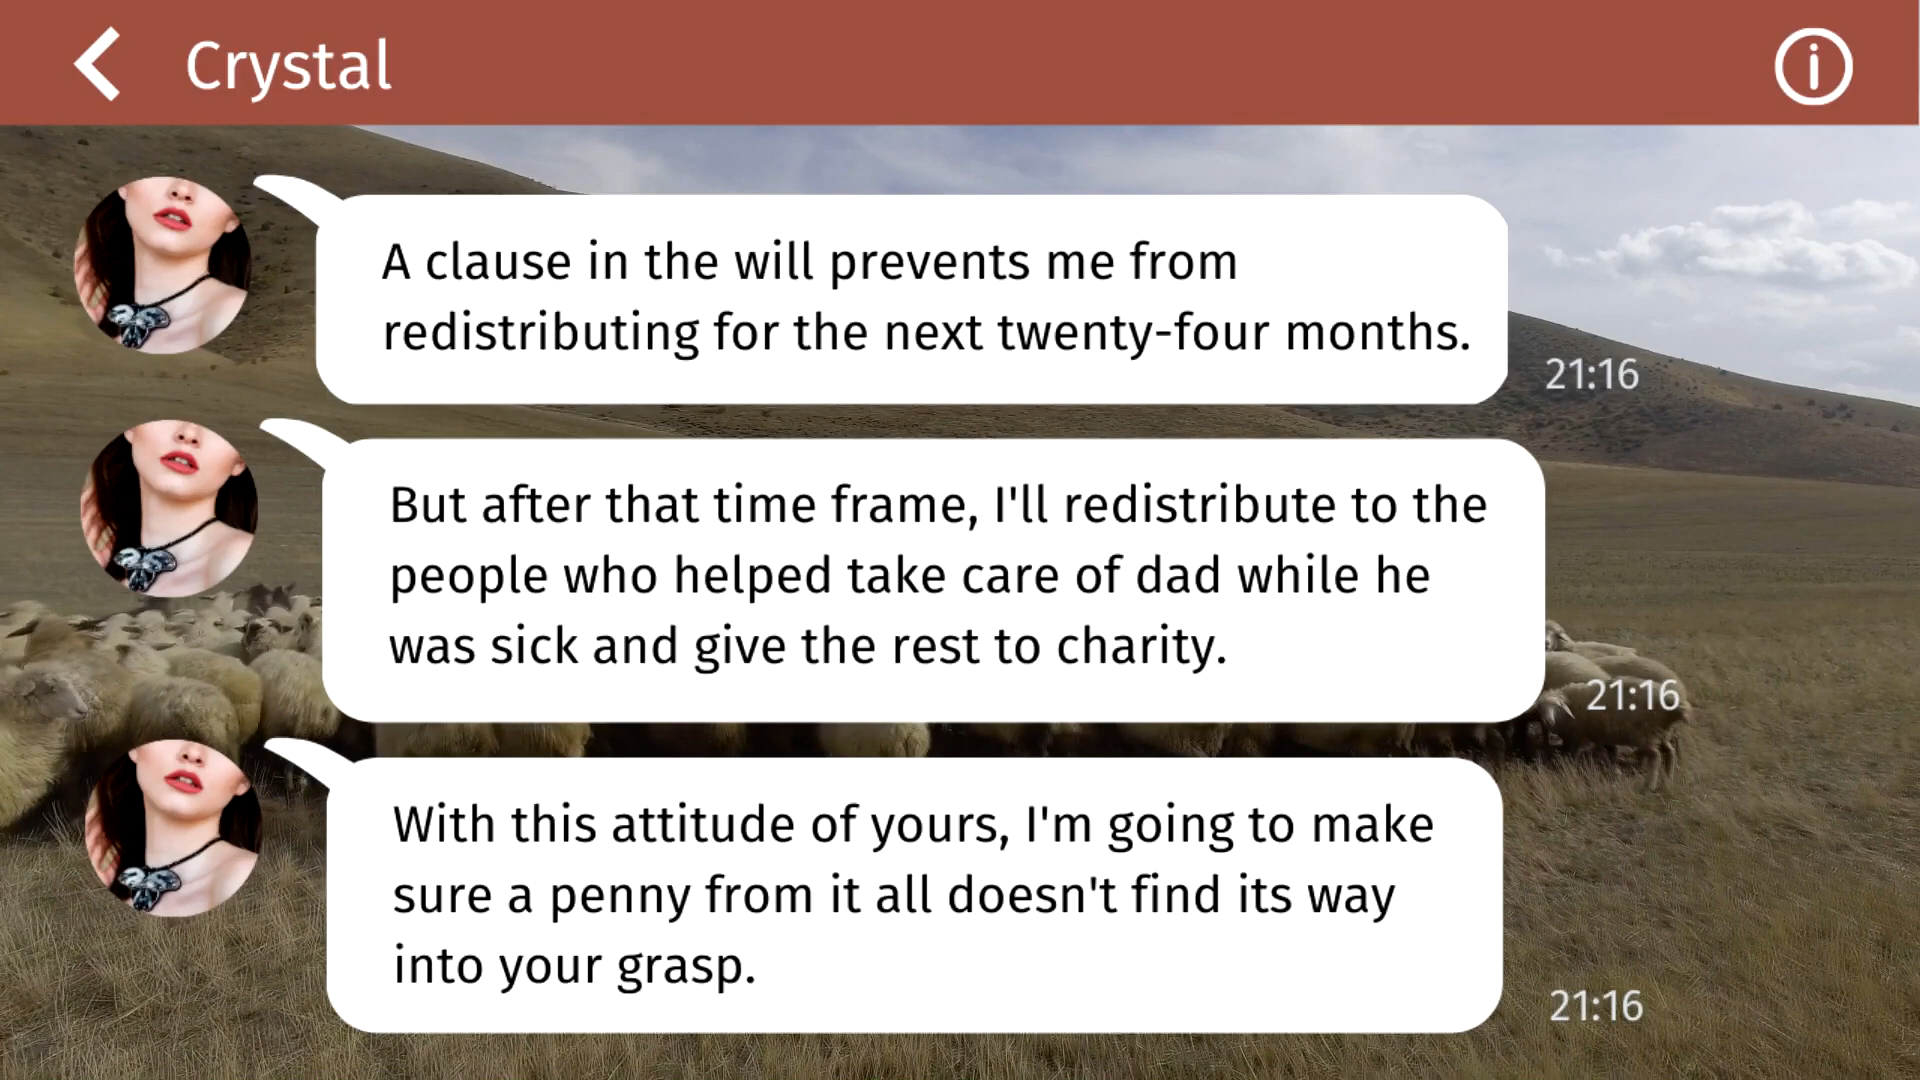 Crystal
A clause in the will prevents me from
redistributing for the next twenty-four months.
21:16
But after that time frame, I'll redistribute to the
people who helped take care of dad while he
was sick and give the rest to charity.
21:16
With this attitude of yours, I'm going to make
sure a penny from it all doesn't find its way
into your grasp.
21:16